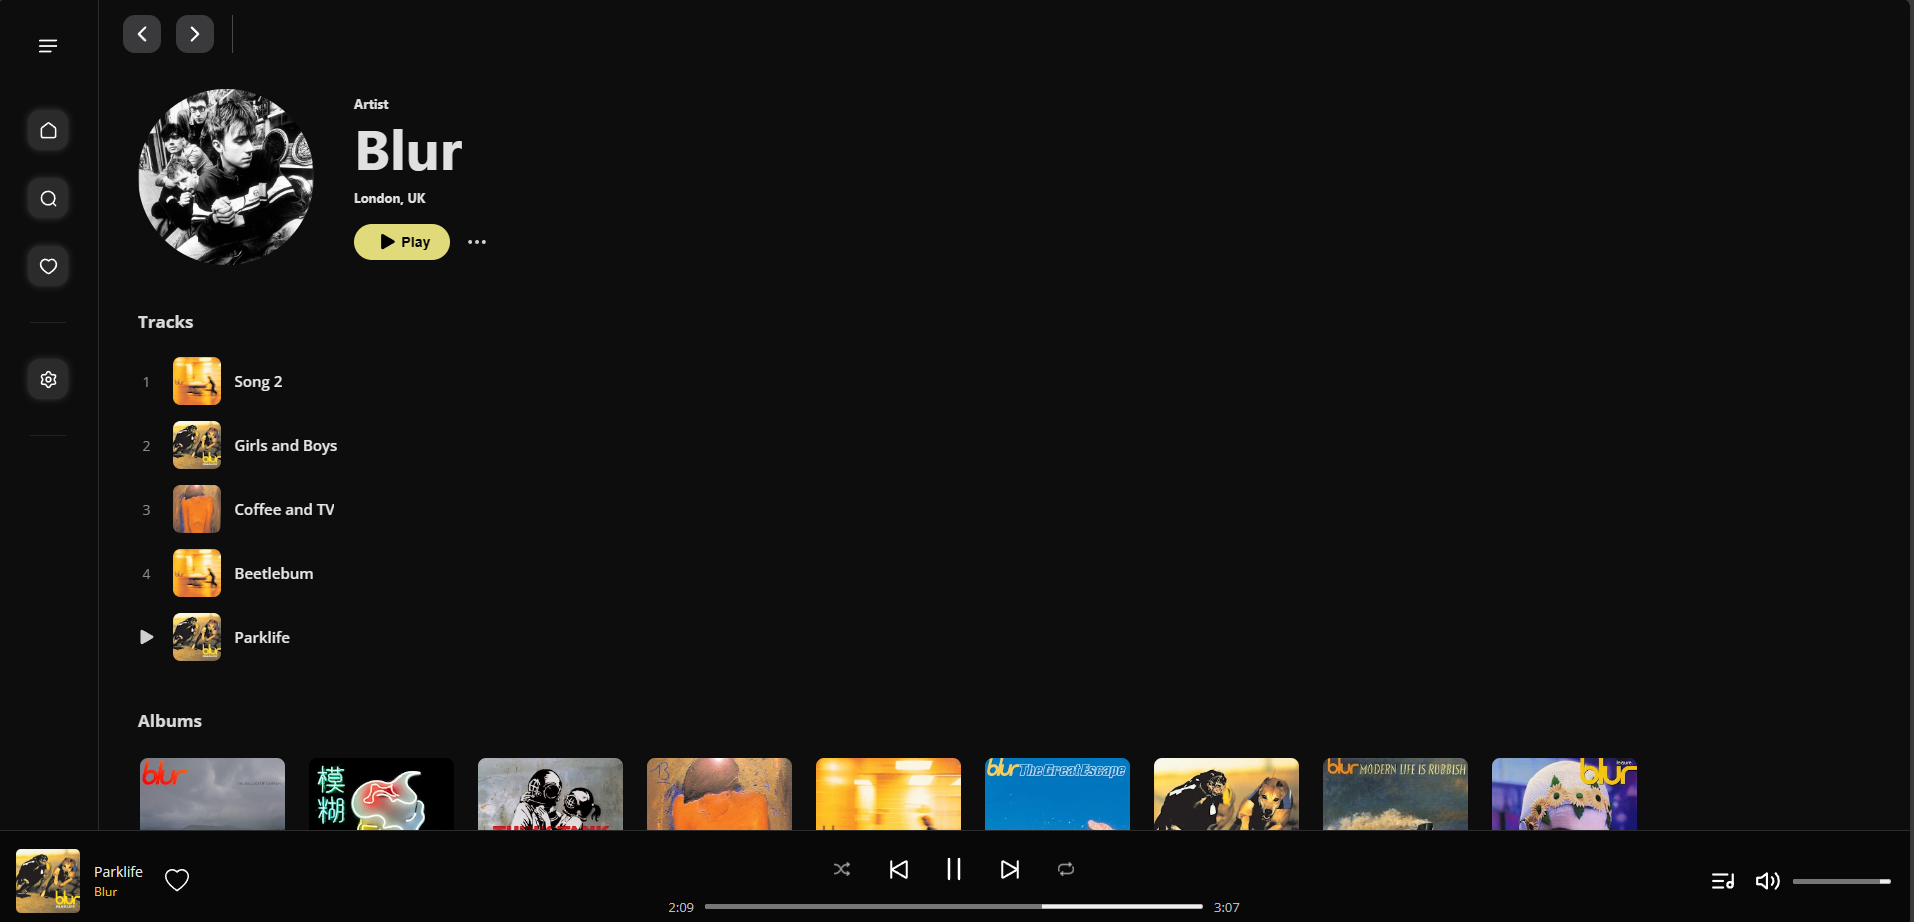 Artist
Blur
London, UK
Play
Tracks
1
Song 2
2
Girls and Boys
3
Coffee and TV
4
Beetlebum
Parklife
Albums
blur
模糊
13
blur The Great Escape
blur MODERN LIFE IS RUBBISH
leisure
blur
Parklife
Blur
2:09
3:07